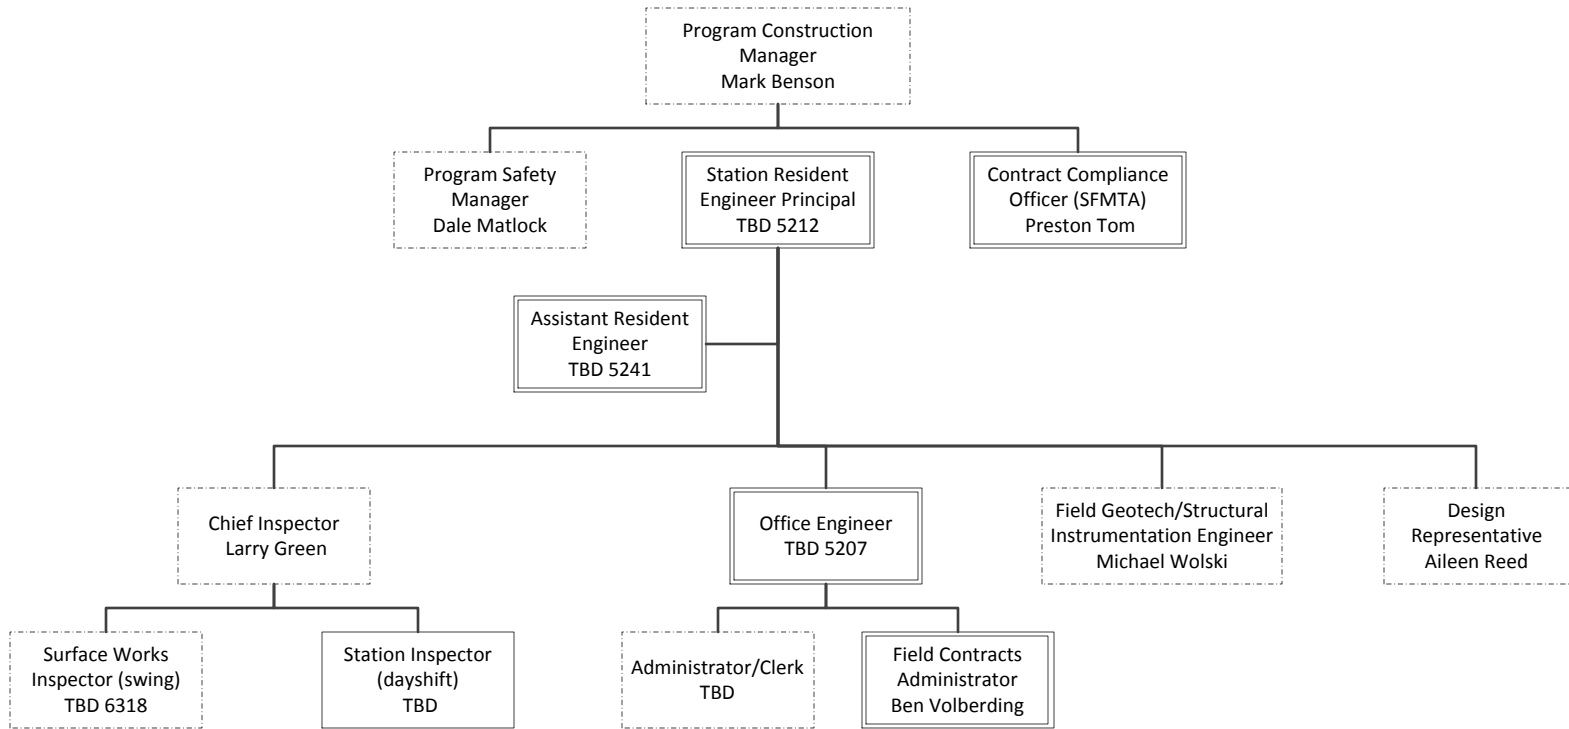 Program Construction
Manager
Mark Benson
Program Safety
Manager
Dale Matlock
Station Resident
Engineer Principal
TBD 5212
Contract Compliance
Officer (SFMTA)
Preston Tom
Assistant Resident
Engineer
TBD 5241
Chief Inspector
Larry Green
Office Engineer
TBD 5207
Field Geotech/Structural
Instrumentation Engineer
Michael Wolski
Design
Representative
Aileen Reed
Surface Works
Inspector (swing)
TBD 6318
Station Inspector
(dayshift)
TBD
Administrator/Clerk
TBD
Field Contracts
Administrator
Ben Volberding